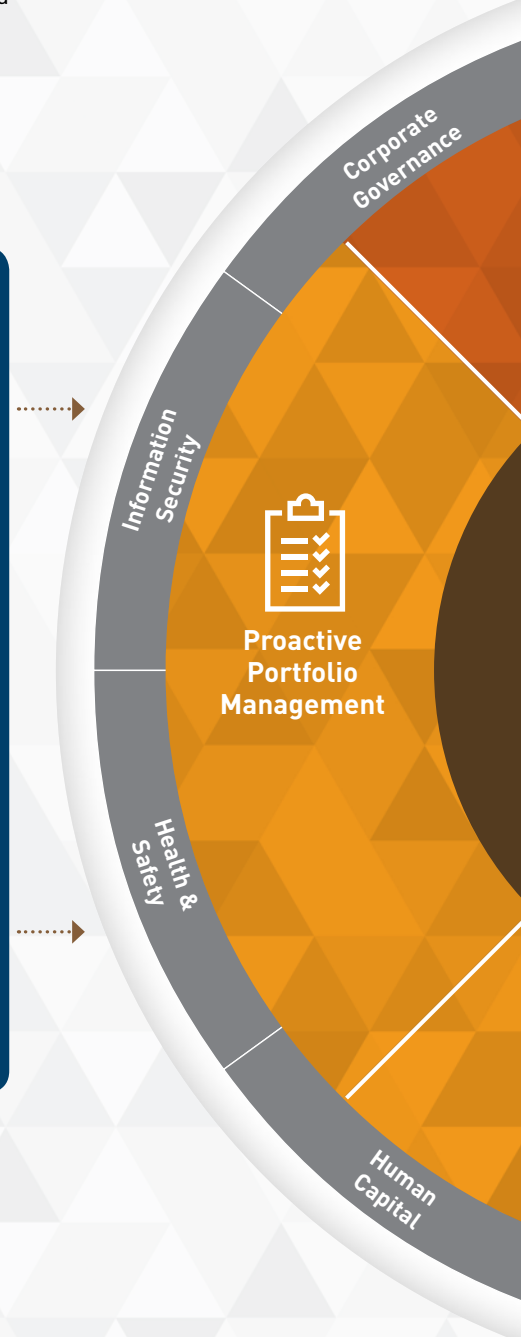 Corporate
Governance
Information
Security
Proactive
Portfolio
Management
Health &
Safety
Human
Capital